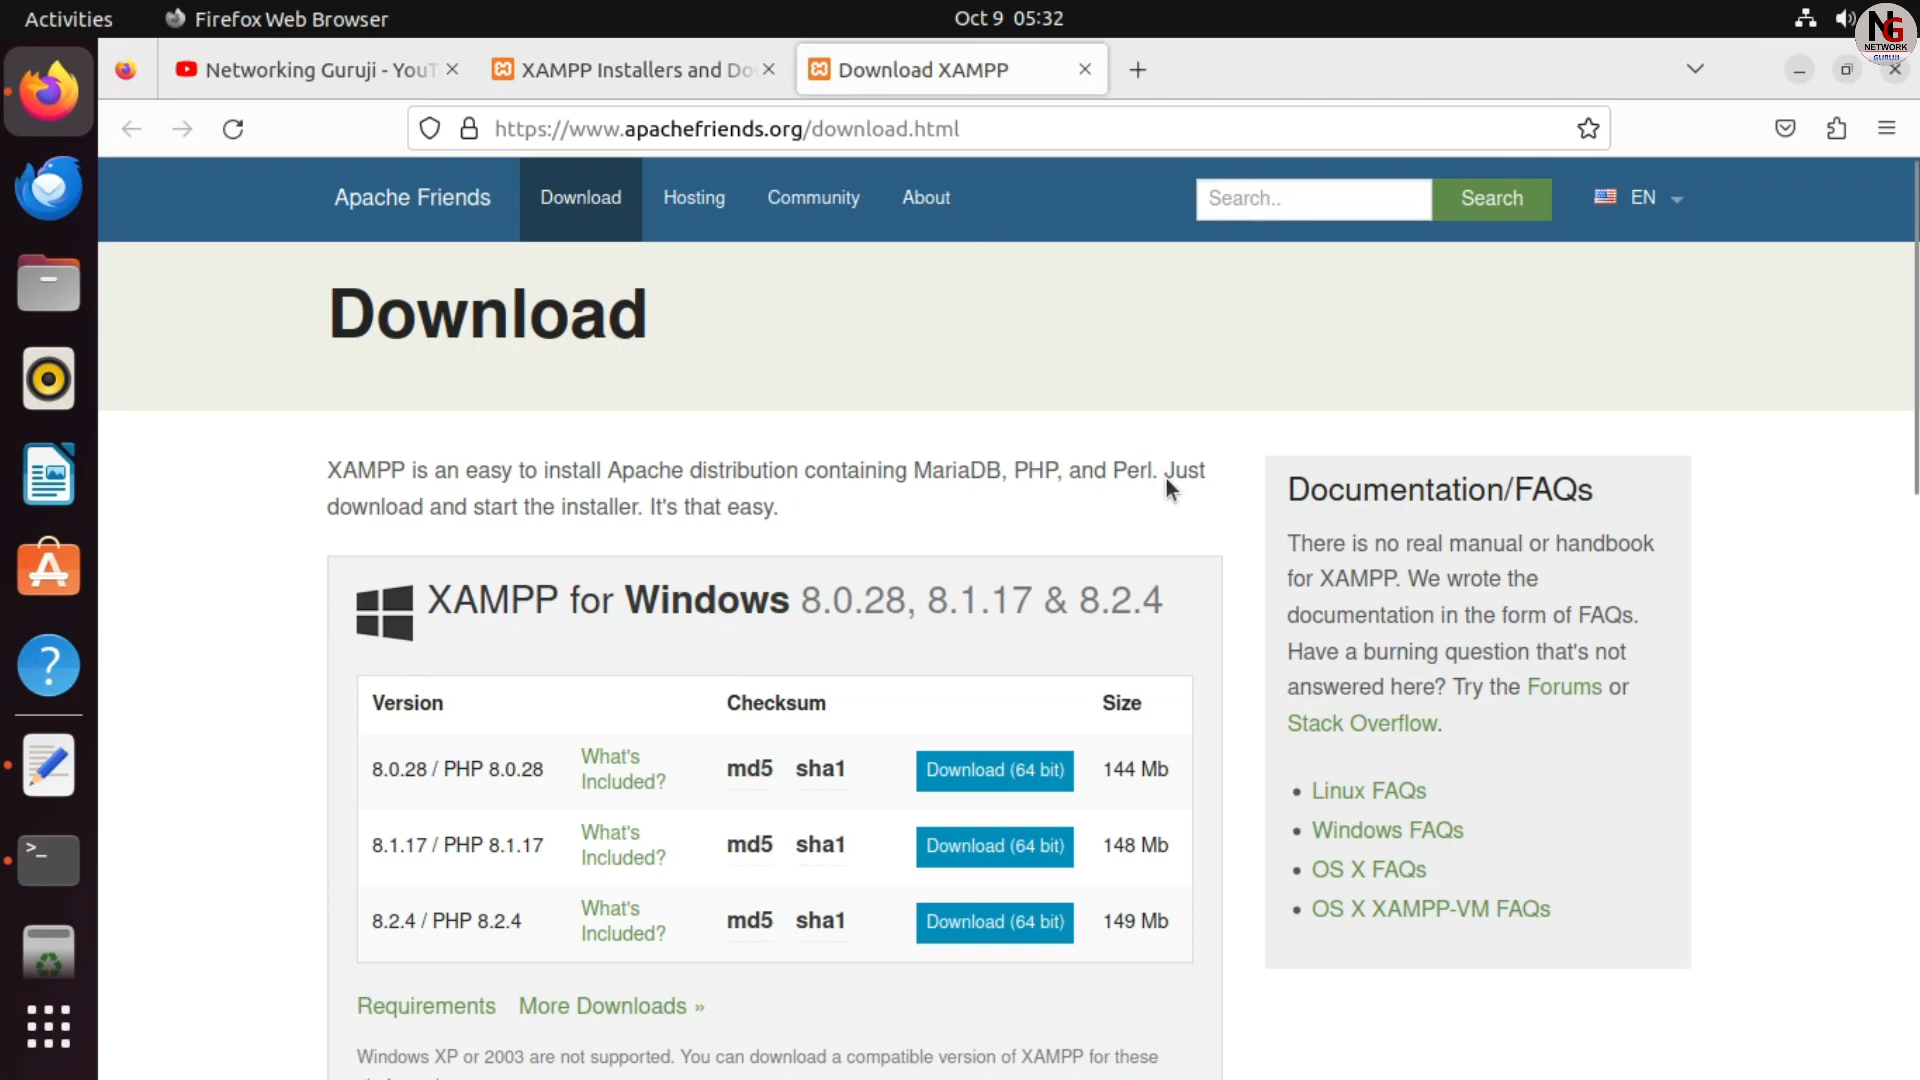 Activities
Firefox Web Browser
Oct 9 05:32
NG
NETWORK
GURUJI
Networking Guruji - YouT
XAMPP Installers and Do
Download XAMPP
https://www.apachefriends.org/download.html
Apache Friends
Download
Hosting
Community
About
Search..
Search
EN
Download
XAMPP is an easy to install Apache distribution containing MariaDB, PHP, and Perl. Just
download and start the installer. It's that easy.
XAMPP for Windows 8.0.28, 8.1.17 & 8.2.4
Version Checksum Size
8.0.28 / PHP 8.0.28 What's Included? md5 sha1 Download (64 bit) 144 Mb
8.1.17 / PHP 8.1.17 What's Included? md5 sha1 Download (64 bit) 148 Mb
8.2.4 / PHP 8.2.4 What's Included? md5 sha1 Download (64 bit) 149 Mb
Requirements More Downloads »
Windows XP or 2003 are not supported. You can download a compatible version of XAMPP for these
Documentation/FAQs
There is no real manual or handbook
for XAMPP. We wrote the
documentation in the form of FAQs.
Have a burning question that's not
answered here? Try the Forums or
Stack Overflow.
• Linux FAQs
• Windows FAQs
• OS X FAQs
• OS X XAMPP-VM FAQs